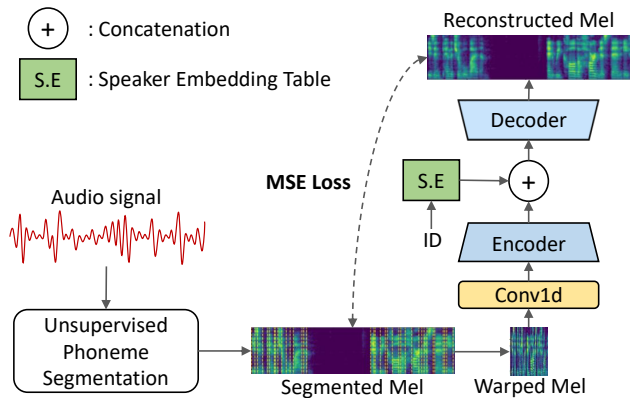 Reconstructed Mel
+
: Concatenation
S.E
: Speaker Embedding Table
Decoder
MSE Loss
S.E
+
Audio signal
ID
Encoder
Conv1d
Unsupervised
Phoneme
Segmentation
Segmented Mel
Warped Mel